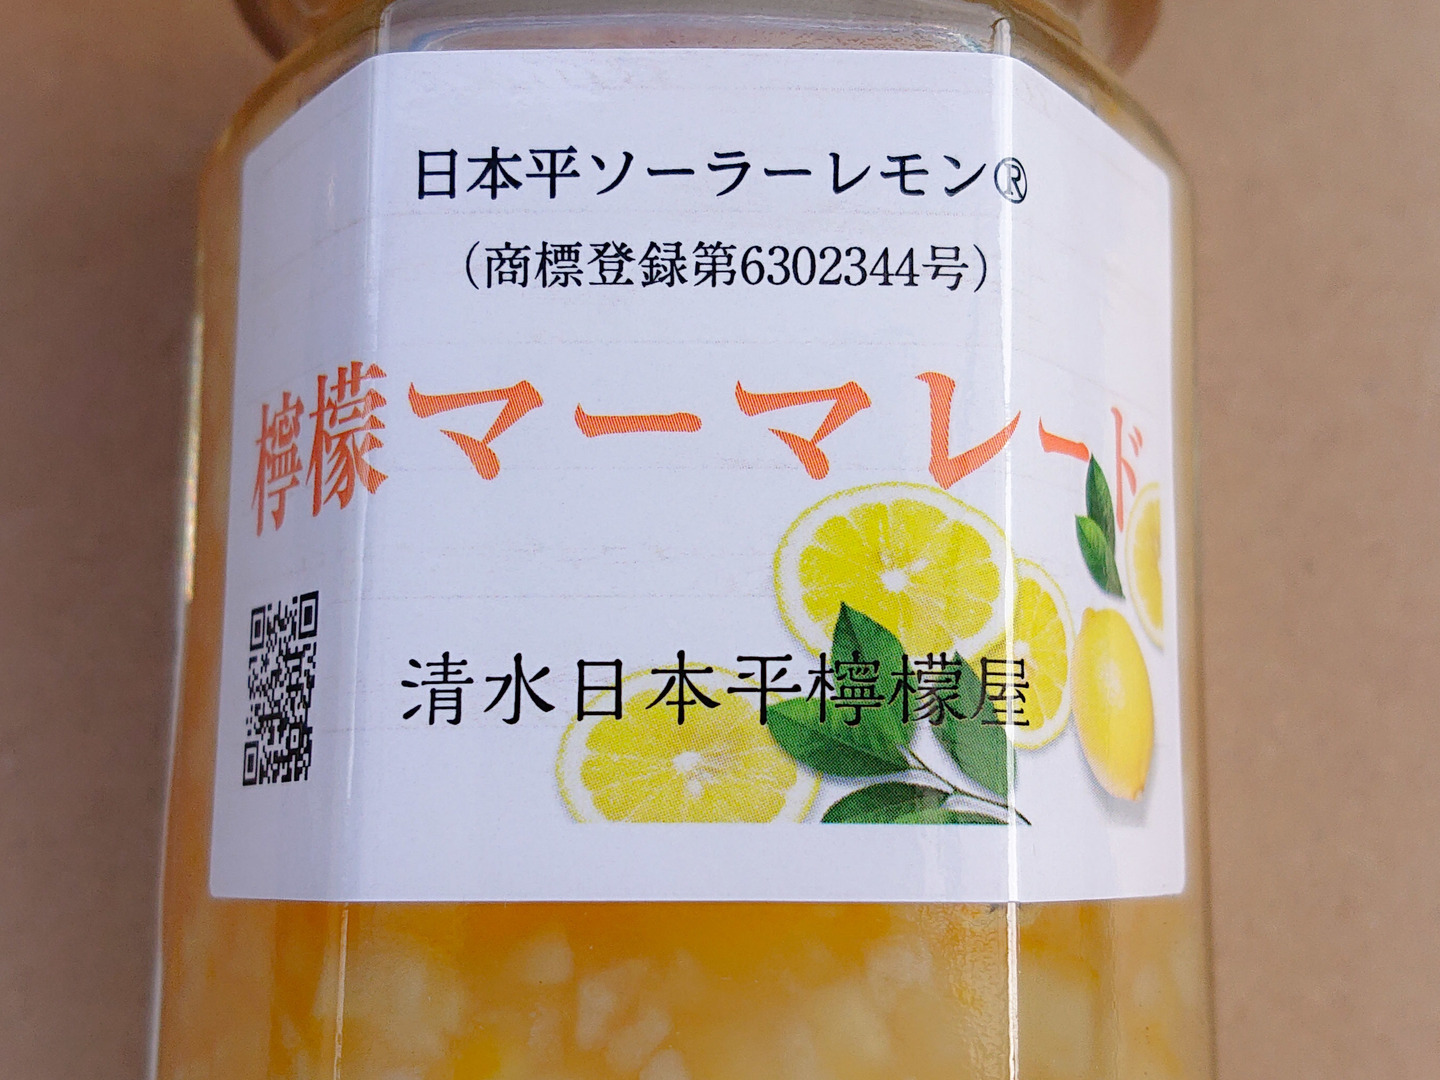 日本平ソーラーレモン®
（商標登録第6302344号）
檸檬マーマレード
清水日本平檸檬屋